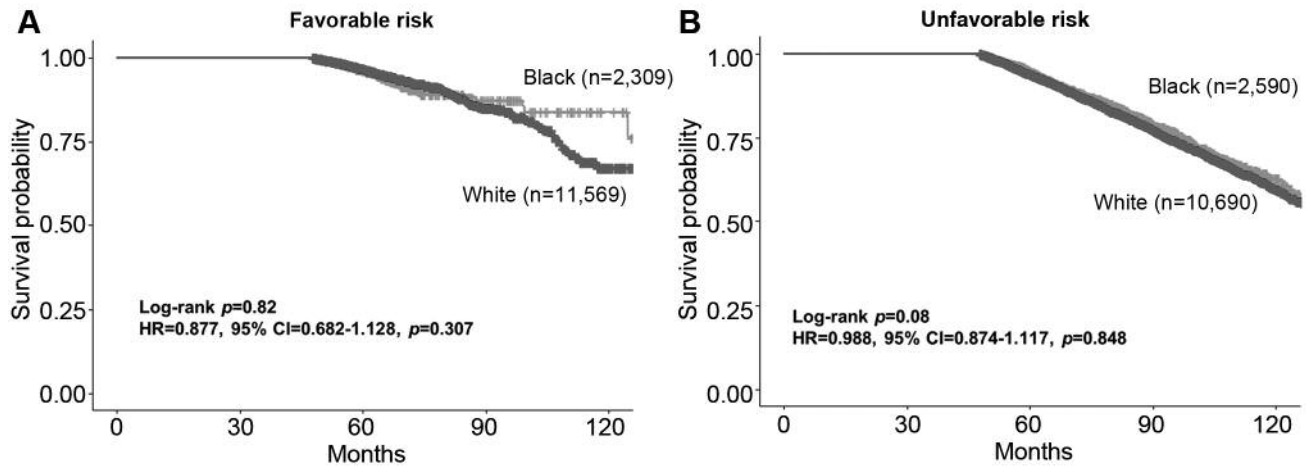 A
Favorable risk
Survival probability
1.00
0.75
0.50
0.25
0.00
Black (n=2,309)
White (n=11,569)
Log-rank p=0.82
HR=0.877, 95% CI=0.682-1.128, p=0.307
0 30 60 90 120
Months
B
Unfavorable risk
Survival probability
1.00
0.75
0.50
0.25
0.00
Black (n=2,590)
White (n=10,690)
Log-rank p=0.08
HR=0.988, 95% CI=0.874-1.117, p=0.848
0 30 60 90 120
Months